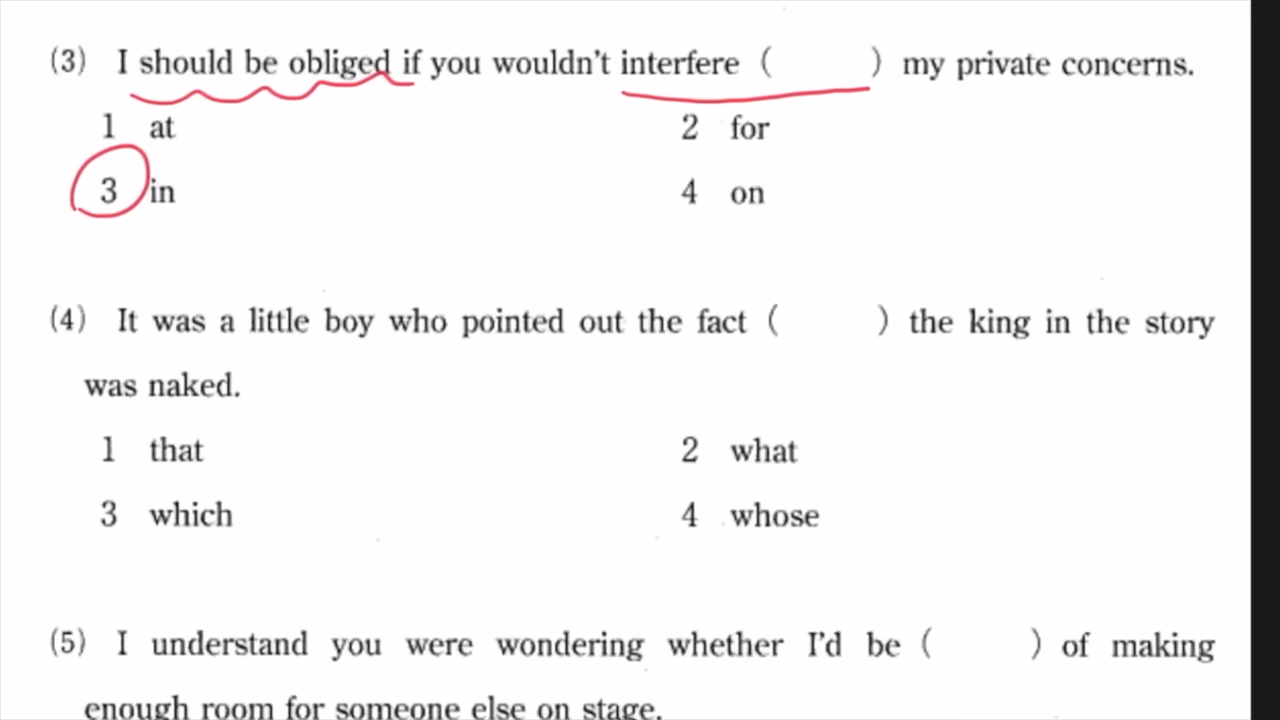 (3) I should be obliged if you wouldn't interfere ( ) my private concerns.
1 at 2 for
3 in 4 on
(4) It was a little boy who pointed out the fact ( ) the king in the story
was naked.
1 that 2 what
3 which 4 whose
(5) I understand you were wondering whether I'd be ( ) of making
enough room for someone else on stage.